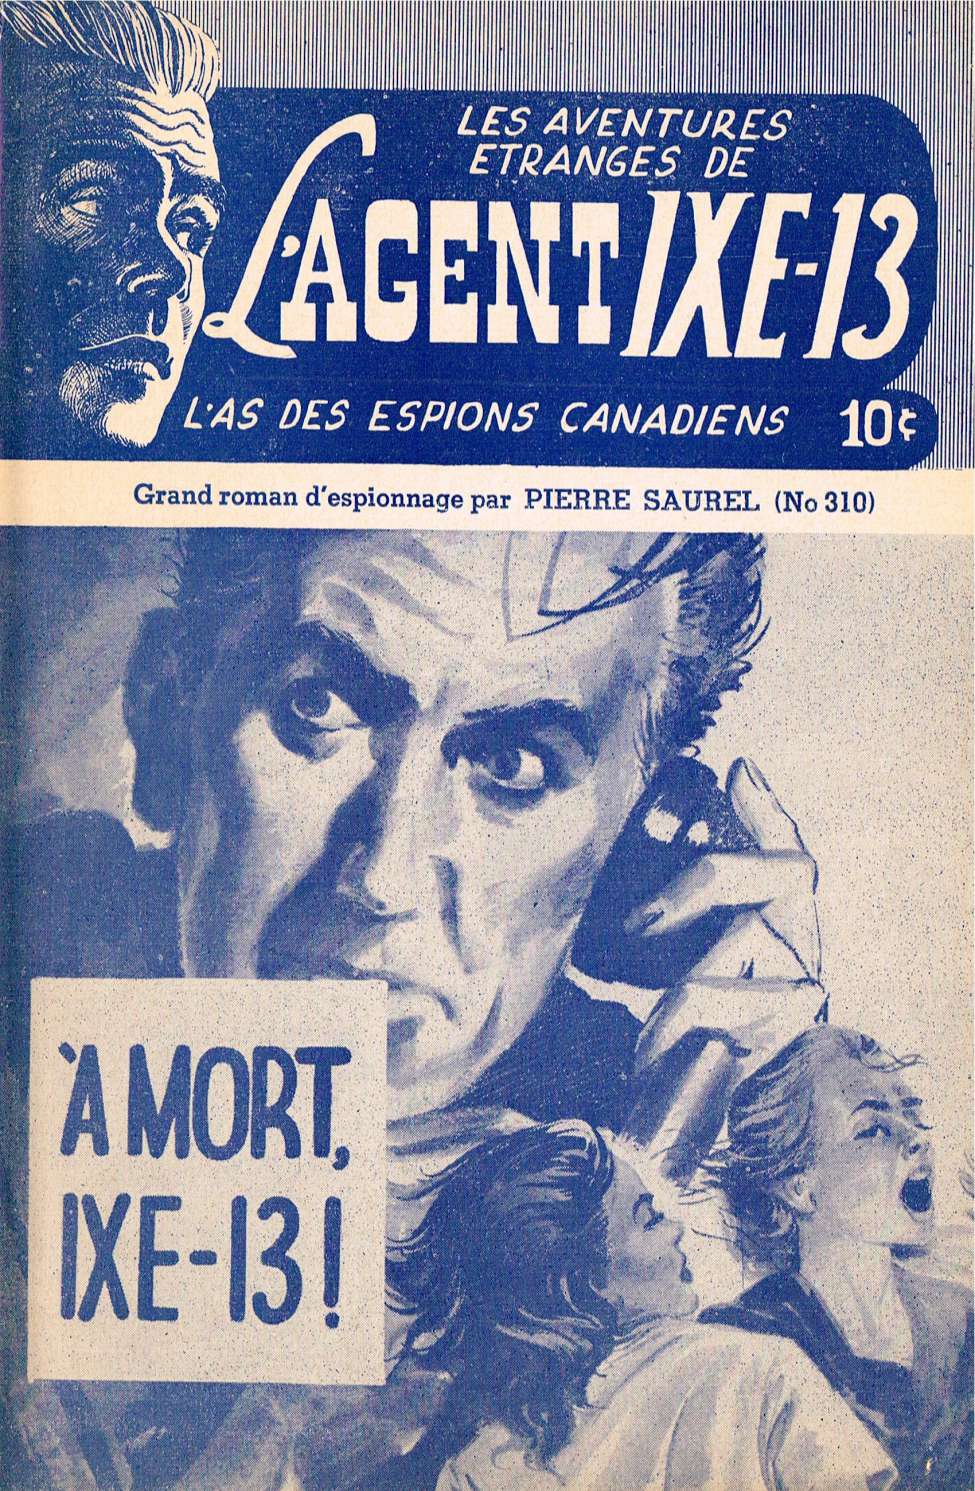 LES AVENTURES
ETRANGES DE
L'AGENT IXE-13
L'AS DES ESPIONS CANADIENS 10¢
Grand roman d'espionnage par PIERRE SAUREL (No 310)
À MORT,
IXE-13!